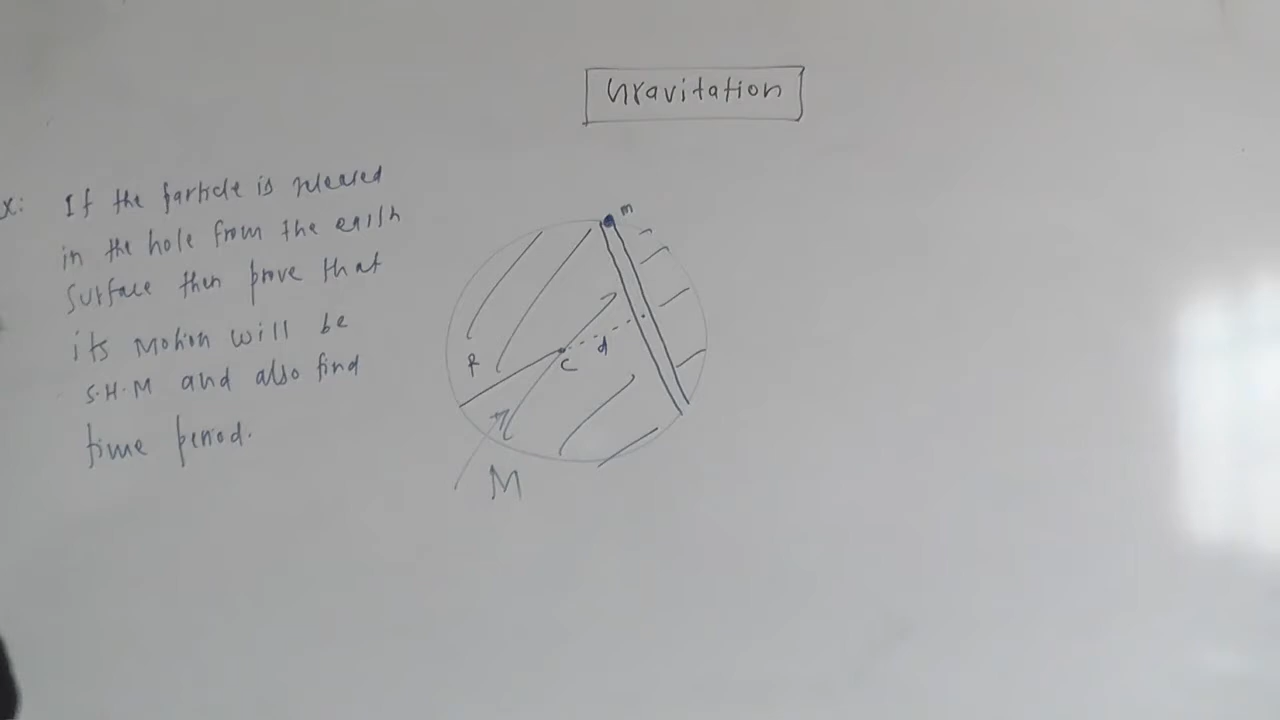 Gravitation
x: If the particle is released
in the hole from the earth
surface then prove that
its Motion will be
S.H.M and also find
time period.
m
d
C
R
M